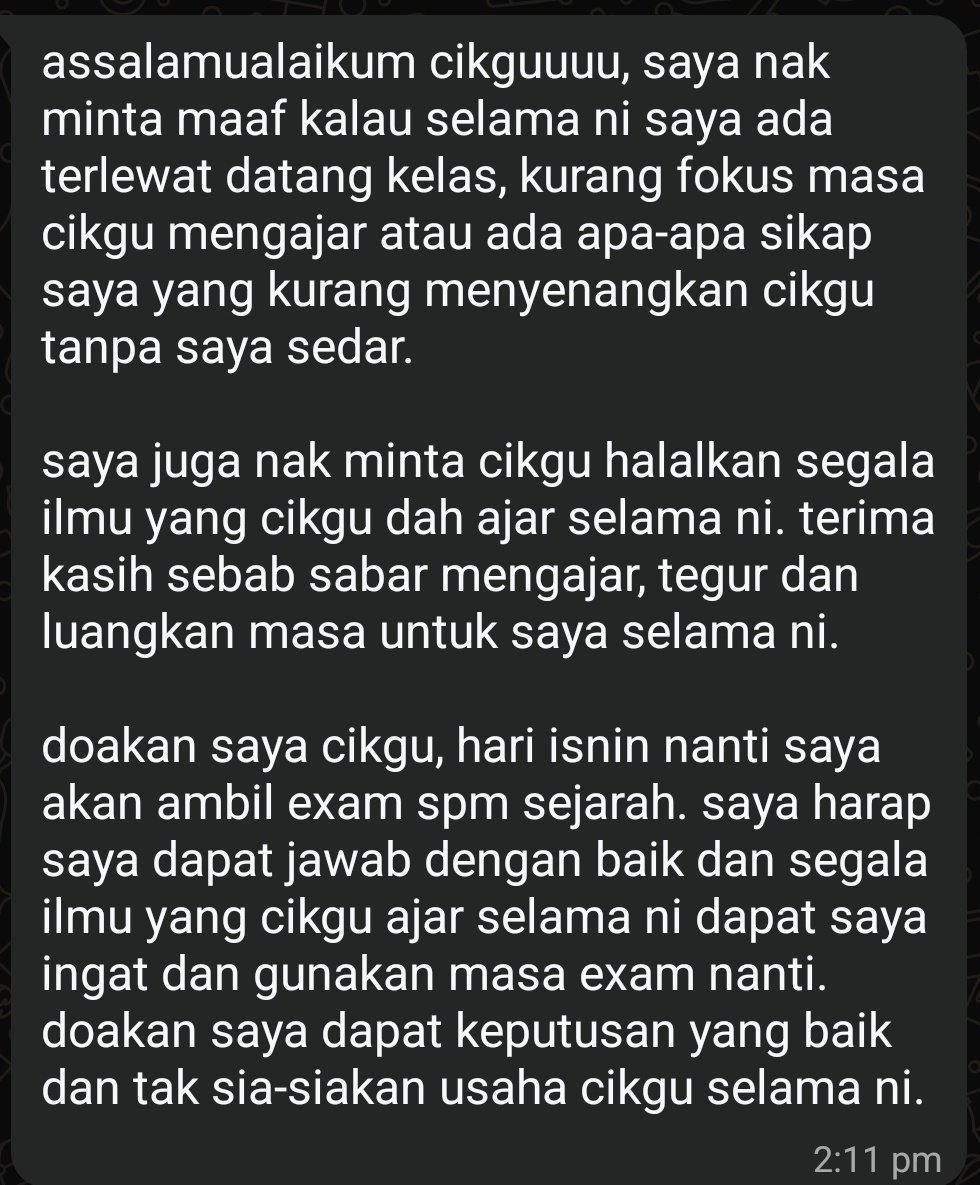 assalamualaikum cikguuuu, saya nak
minta maaf kalau selama ni saya ada
terlewat datang kelas, kurang fokus masa
cikgu mengajar atau ada apa-apa sikap
saya yang kurang menyenangkan cikgu
tanpa saya sedar.
saya juga nak minta cikgu halalkan segala
ilmu yang cikgu dah ajar selama ni. terima
kasih sebab sabar mengajar, tegur dan
luangkan masa untuk saya selama ni.
doakan saya cikgu, hari isnin nanti saya
akan ambil exam spm sejarah. saya harap
saya dapat jawab dengan baik dan segala
ilmu yang cikgu ajar selama ni dapat saya
ingat dan gunakan masa exam nanti.
doakan saya dapat keputusan yang baik
dan tak sia-siakan usaha cikgu selama ni.
2:11 pm